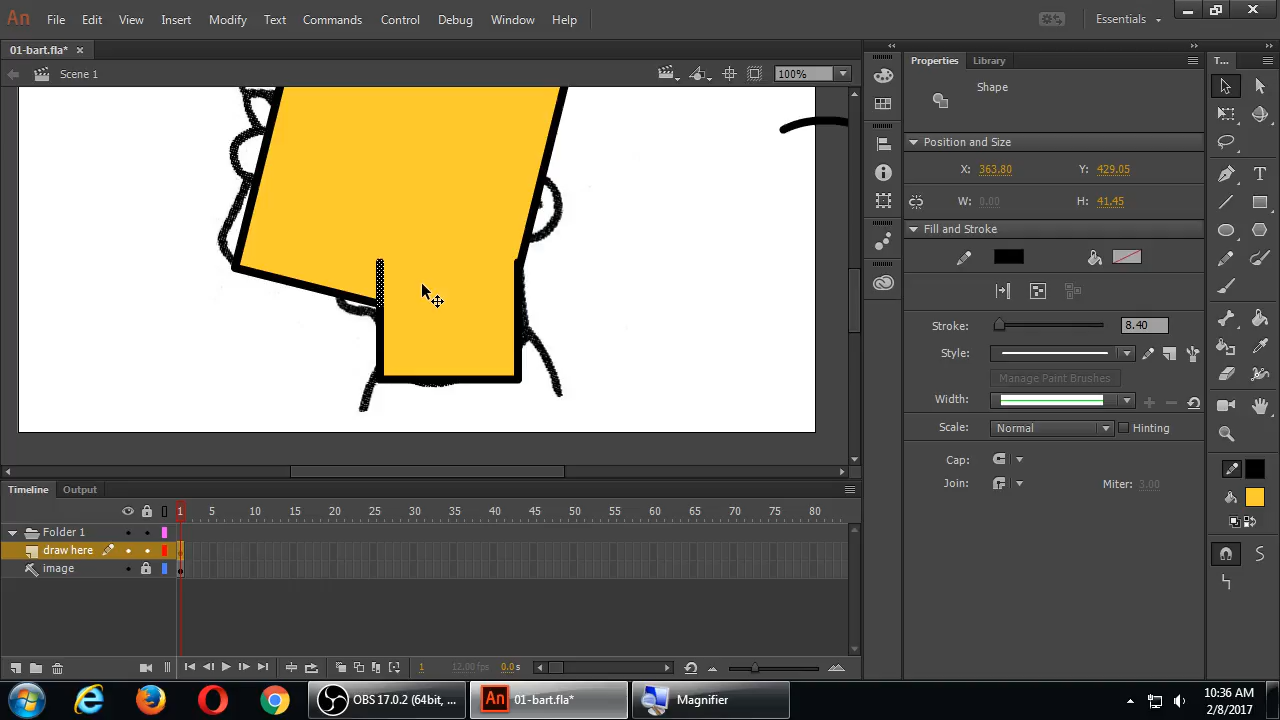 An File Edit View Insert Modify Text Commands Control Debug Window Help Essentials
01-bart.fla* ×
Scene 1 100%
Properties Library T...
Shape
Position and Size
X: 363.80 Y: 429.05
W: 0.00 H: 41.45
Fill and Stroke
Stroke: 8.40
Style:
Manage Paint Brushes
Width:
Scale: Normal Hinting
Cap:
Join: Miter: 3.00
Timeline Output
1 5 10 15 20 25 30 35 40 45 50 55 60 65 70 75 80
Folder 1
draw here
image
1 12.00 fps 0.0 s
OBS 17.0.2 (64bit, ... An 01-bart.fla* Magnifier
10:36 AM
2/8/2017